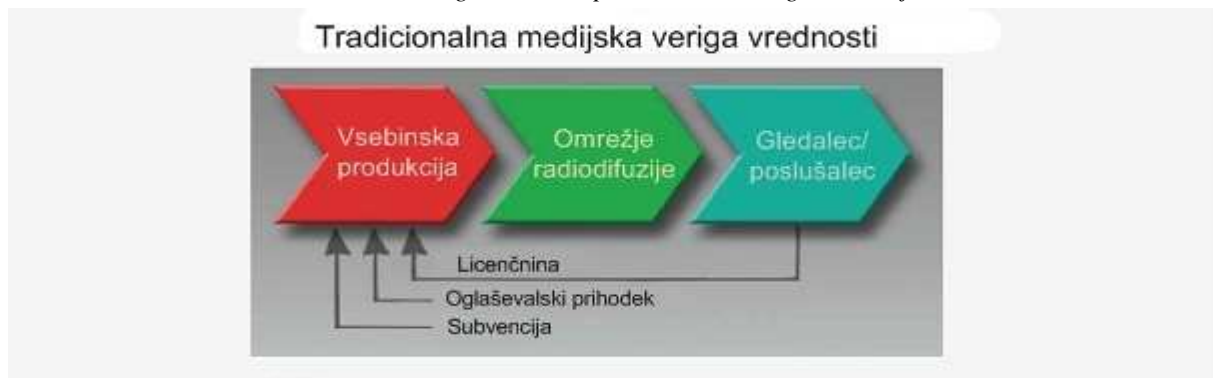 Tradicionalna medijska veriga vrednosti
Vsebinska
produkcija
Omrežje
radiodifuzije
Gledalec/
poslušalec
Licenčnina
Oglaševalski prihodek
Subvencija